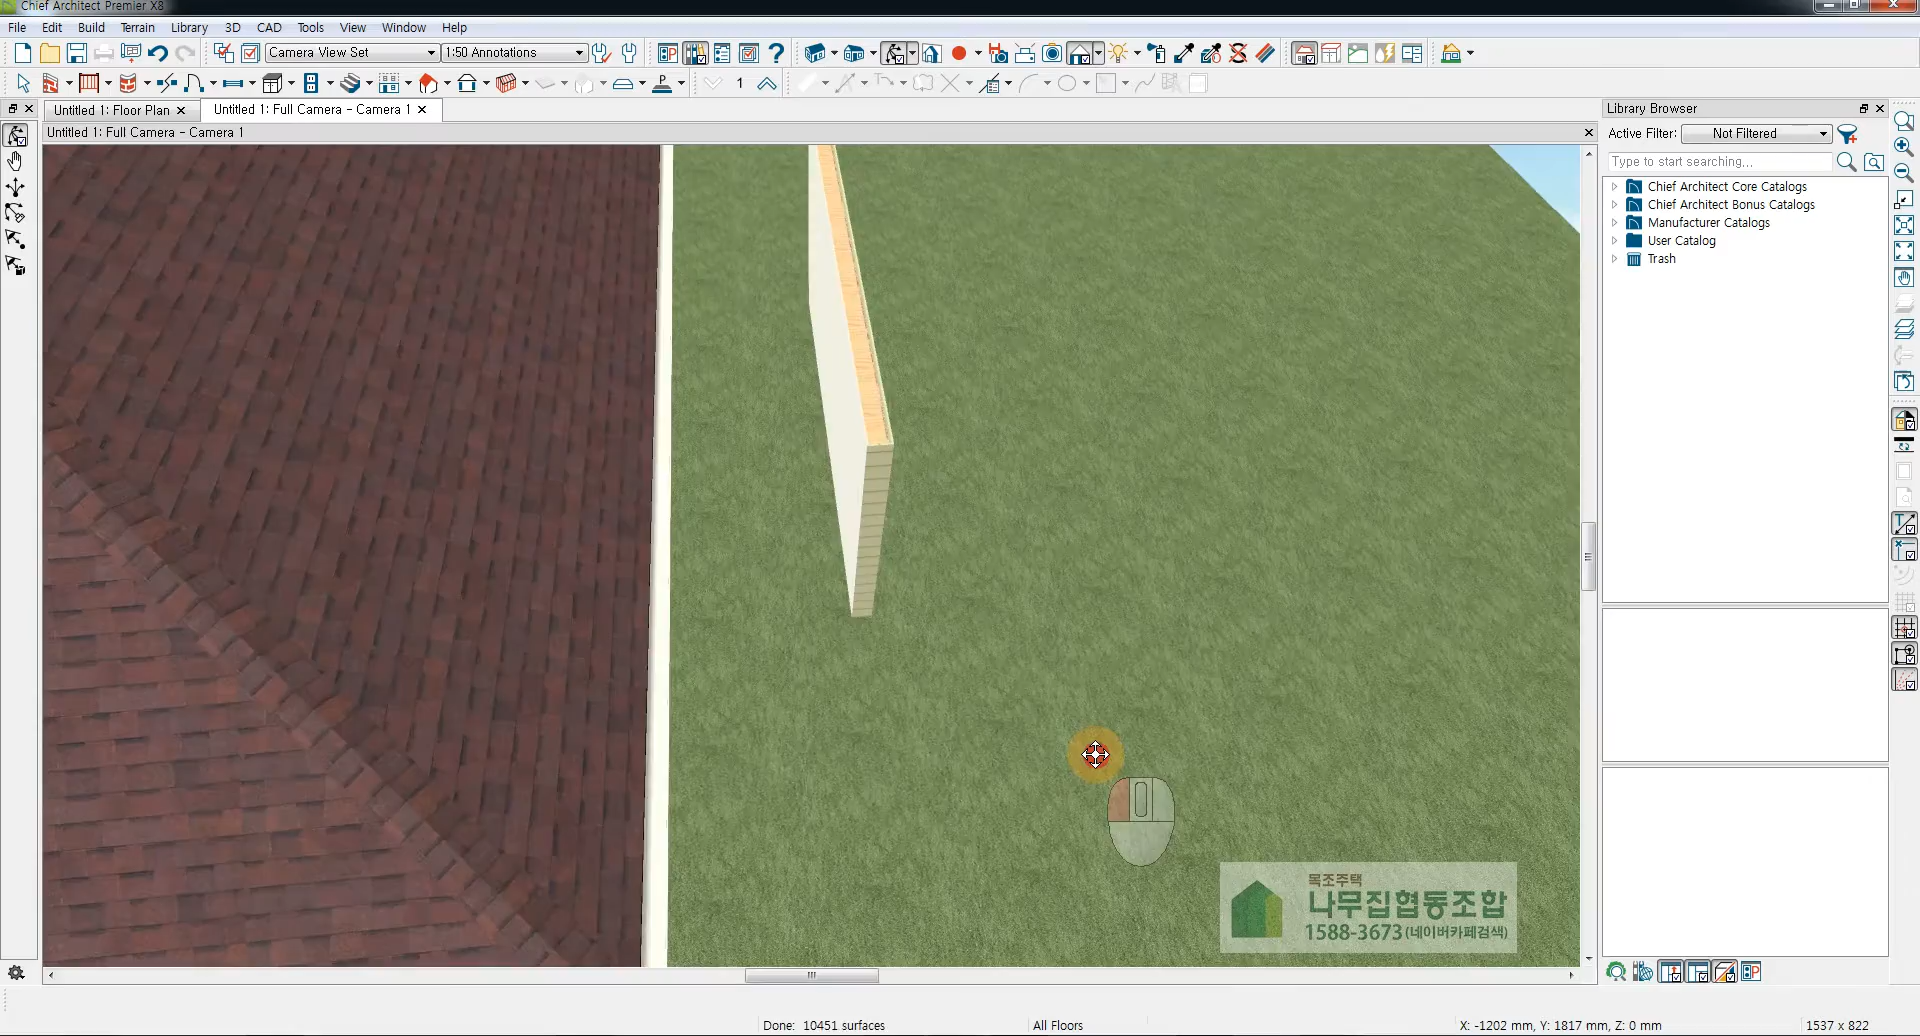 Chief Architect Premier X8
File Edit Build Terrain Library 3D CAD Tools View Window Help
Camera View Set 1:50 Annotations
1
Untitled 1: Floor Plan Untitled 1: Full Camera - Camera 1
Untitled 1: Full Camera - Camera 1
Library Browser
Active Filter: Not Filtered
Type to start searching...
Chief Architect Core Catalogs
Chief Architect Bonus Catalogs
Manufacturer Catalogs
User Catalog
Trash
목조주택
나무집협동조합
1588-3673(네이버카페검색)
Done: 10451 surfaces All Floors X: -1202 mm, Y: 1817 mm, Z: 0 mm 1537 x 822